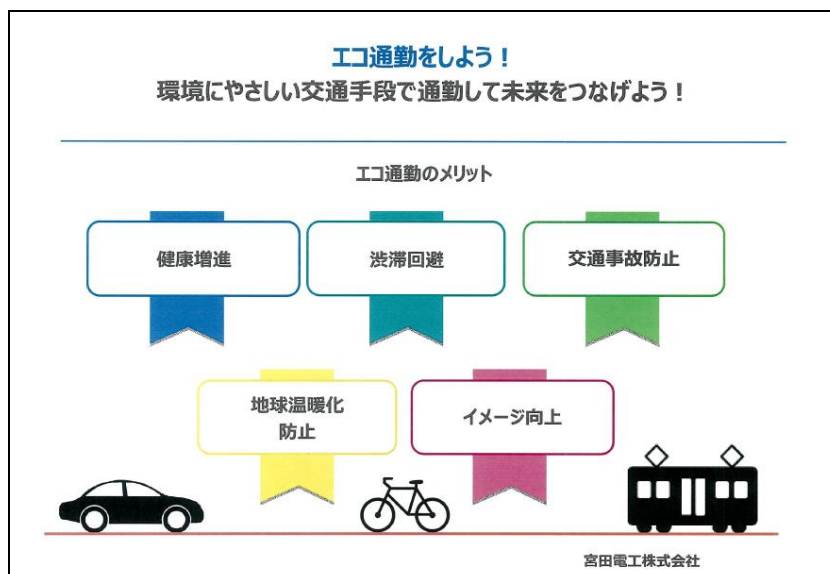 エコ通勤をしよう！
環境にやさしい交通手段で通勤して未来をつなげよう！
エコ通勤のメリット
健康増進
渋滞回避
交通事故防止
地球温暖化
防止
イメージ向上
宮田電工株式会社